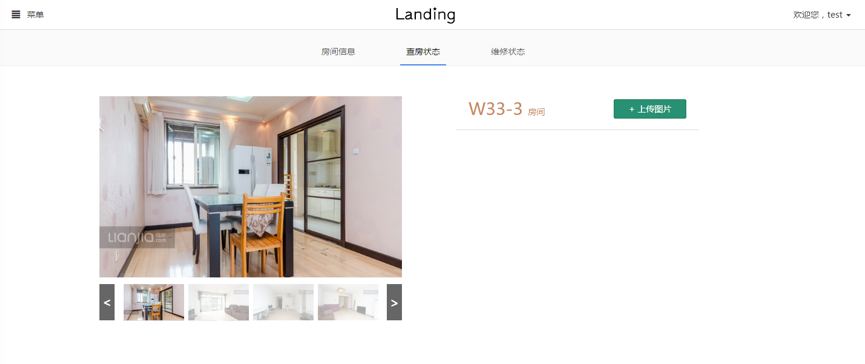 菜单
Landing
欢迎您，test
房间信息
查房状态
维修状态
W33-3 房间
+ 上传图片
LIANJIA
<
>